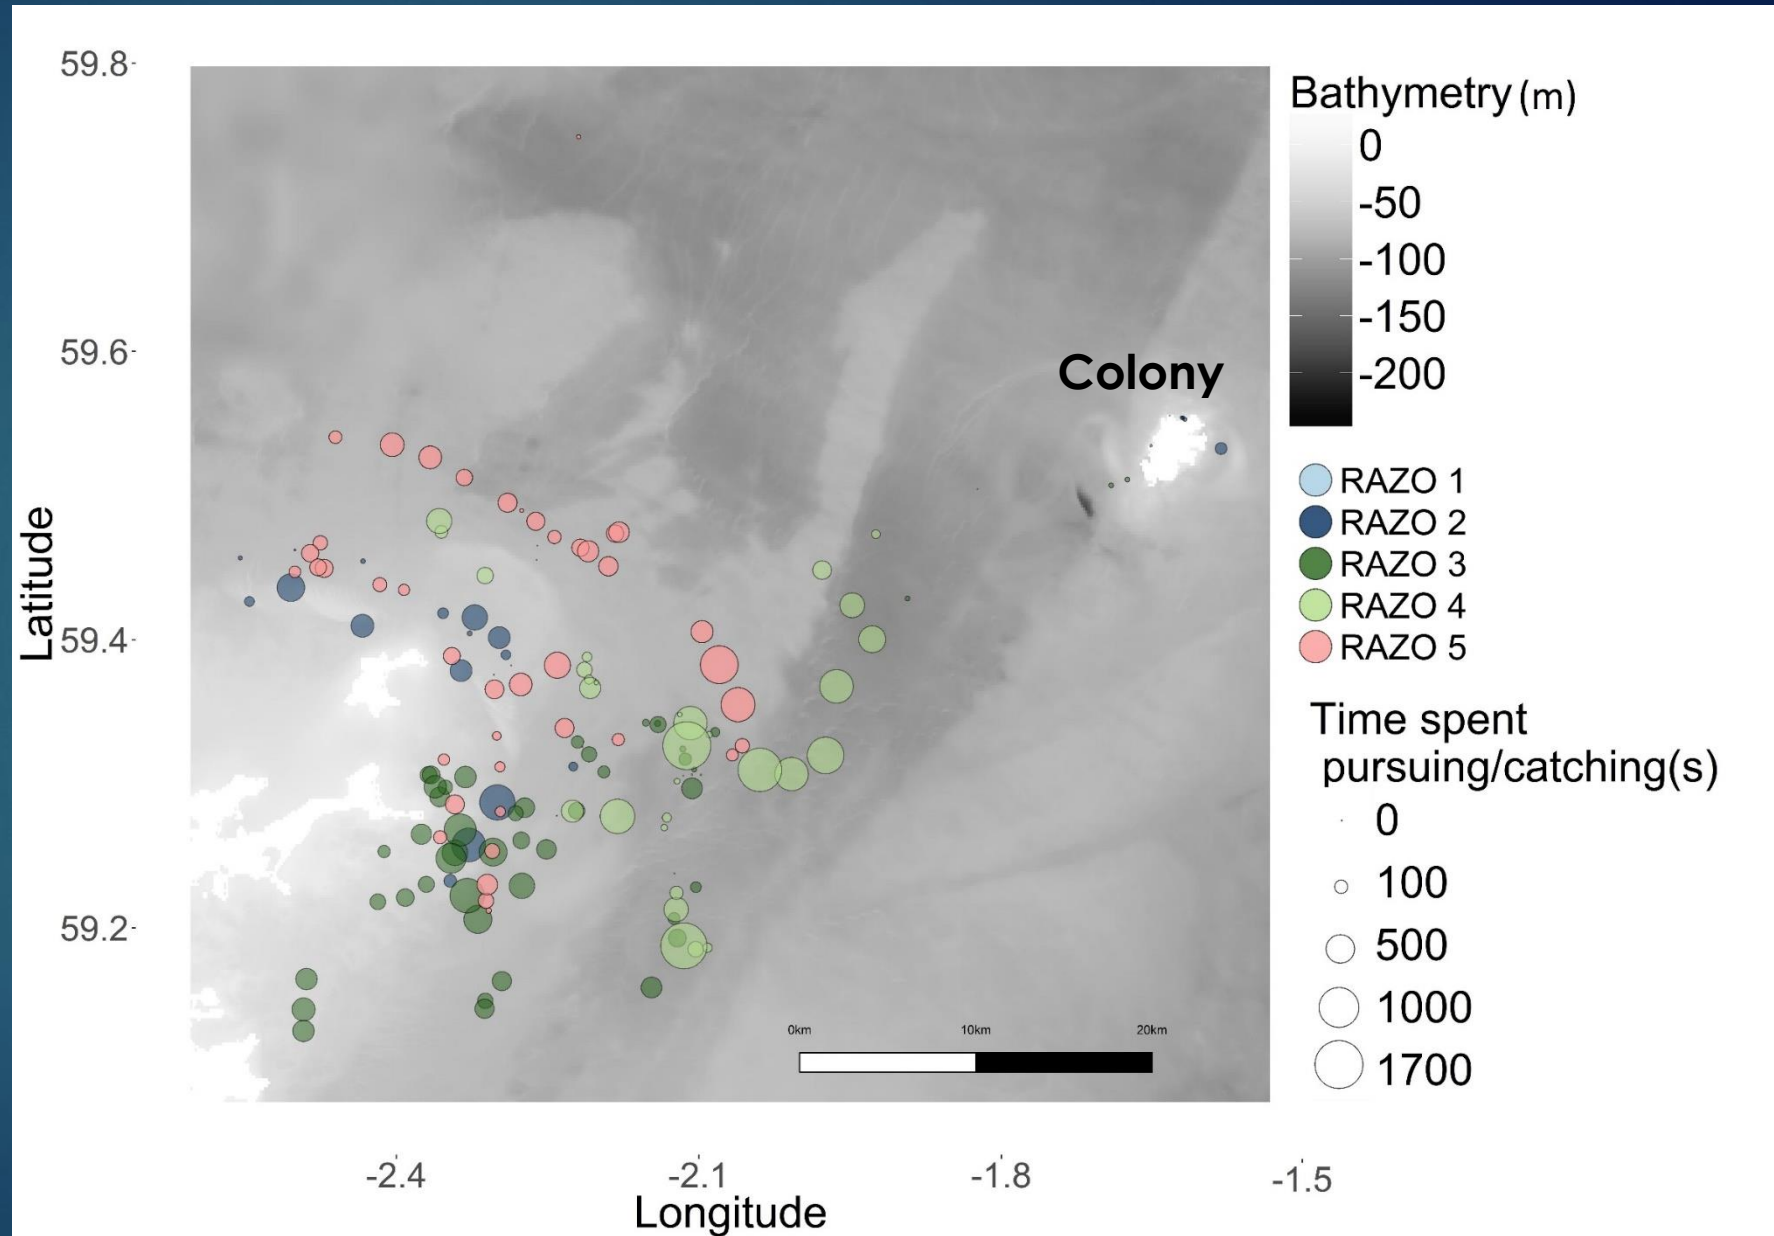 59.8
59.6
59.4
59.2
Latitude
-2.4
-2.1
-1.8
-1.5
Longitude
Colony
0km
10km
20km
Bathymetry (m)
0
-50
-100
-150
-200
RAZO 1
RAZO 2
RAZO 3
RAZO 4
RAZO 5
Time spent
pursuing/catching(s)
0
100
500
1000
1700